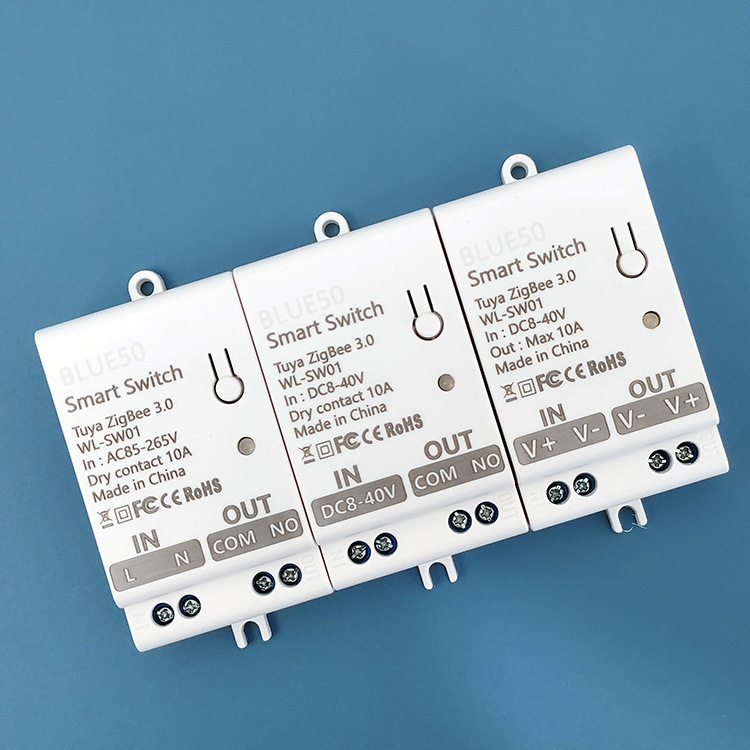 BLUE50
Smart Switch
Tuya ZigBee 3.0
WL-SW01
In : AC85-265V
Dry contact 10A
Made in China
FC CE RoHS
IN OUT
L N COM NO
IN OUT
BLUE50
Smart Switch
Tuya ZigBee 3.0
WL-SW01
In : DC8-40V
Dry contact 10A
Made in China
FC CE RoHS
IN OUT
DC8-40V COM NO
OUT
BLUE50
Smart Switch
Tuya ZigBee 3.0
WL-SW01
In : DC8-40V
Out : Max 10A
Made in China
FC CE RoHS
IN OUT
V+ V- V- V+